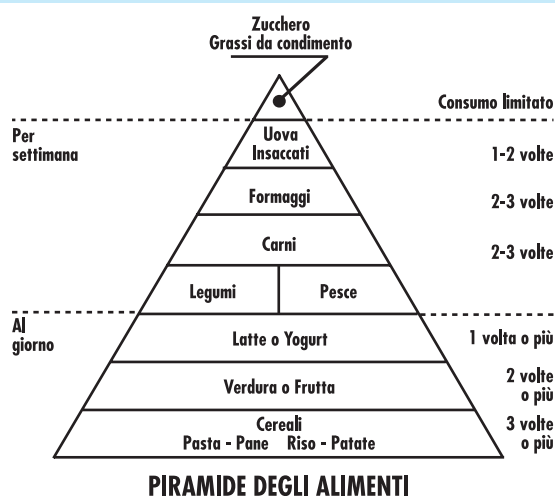 Zucchero
Grassi da condimento
Consumo limitato
Per
settimana
Uova
Insaccati
1-2 volte
Formaggi
2-3 volte
Carni
2-3 volte
Legumi
Pesce
Al
giorno
Latte o Yogurt
1 volta o più
Verdura o Frutta
2 volte
o più
Cereali
Pasta - Pane Riso - Patate
3 volte
o più
PIRAMIDE DEGLI ALIMENTI